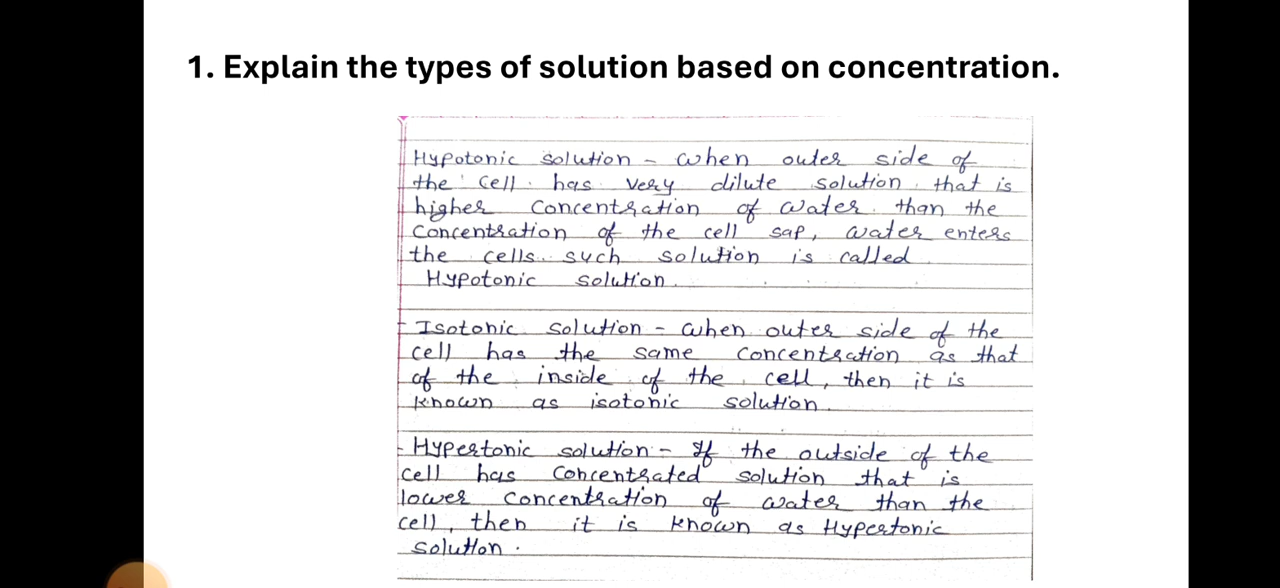 1. Explain the types of solution based on concentration.
Hypotonic solution - when outer side of
the cell has very dilute solution that is
higher concentration of water than the
concentration of the cell sap, water enters
the cells such solution is called
Hypotonic solution.
Isotonic solution - when outer side of the
cell has the same concentration as that
of the inside of the cell, then it is
known as isotonic solution.
Hypertonic solution - If the outside of the
cell has concentrated solution that is
lower concentration of water than the
cell, then it is known as Hypertonic
solution.